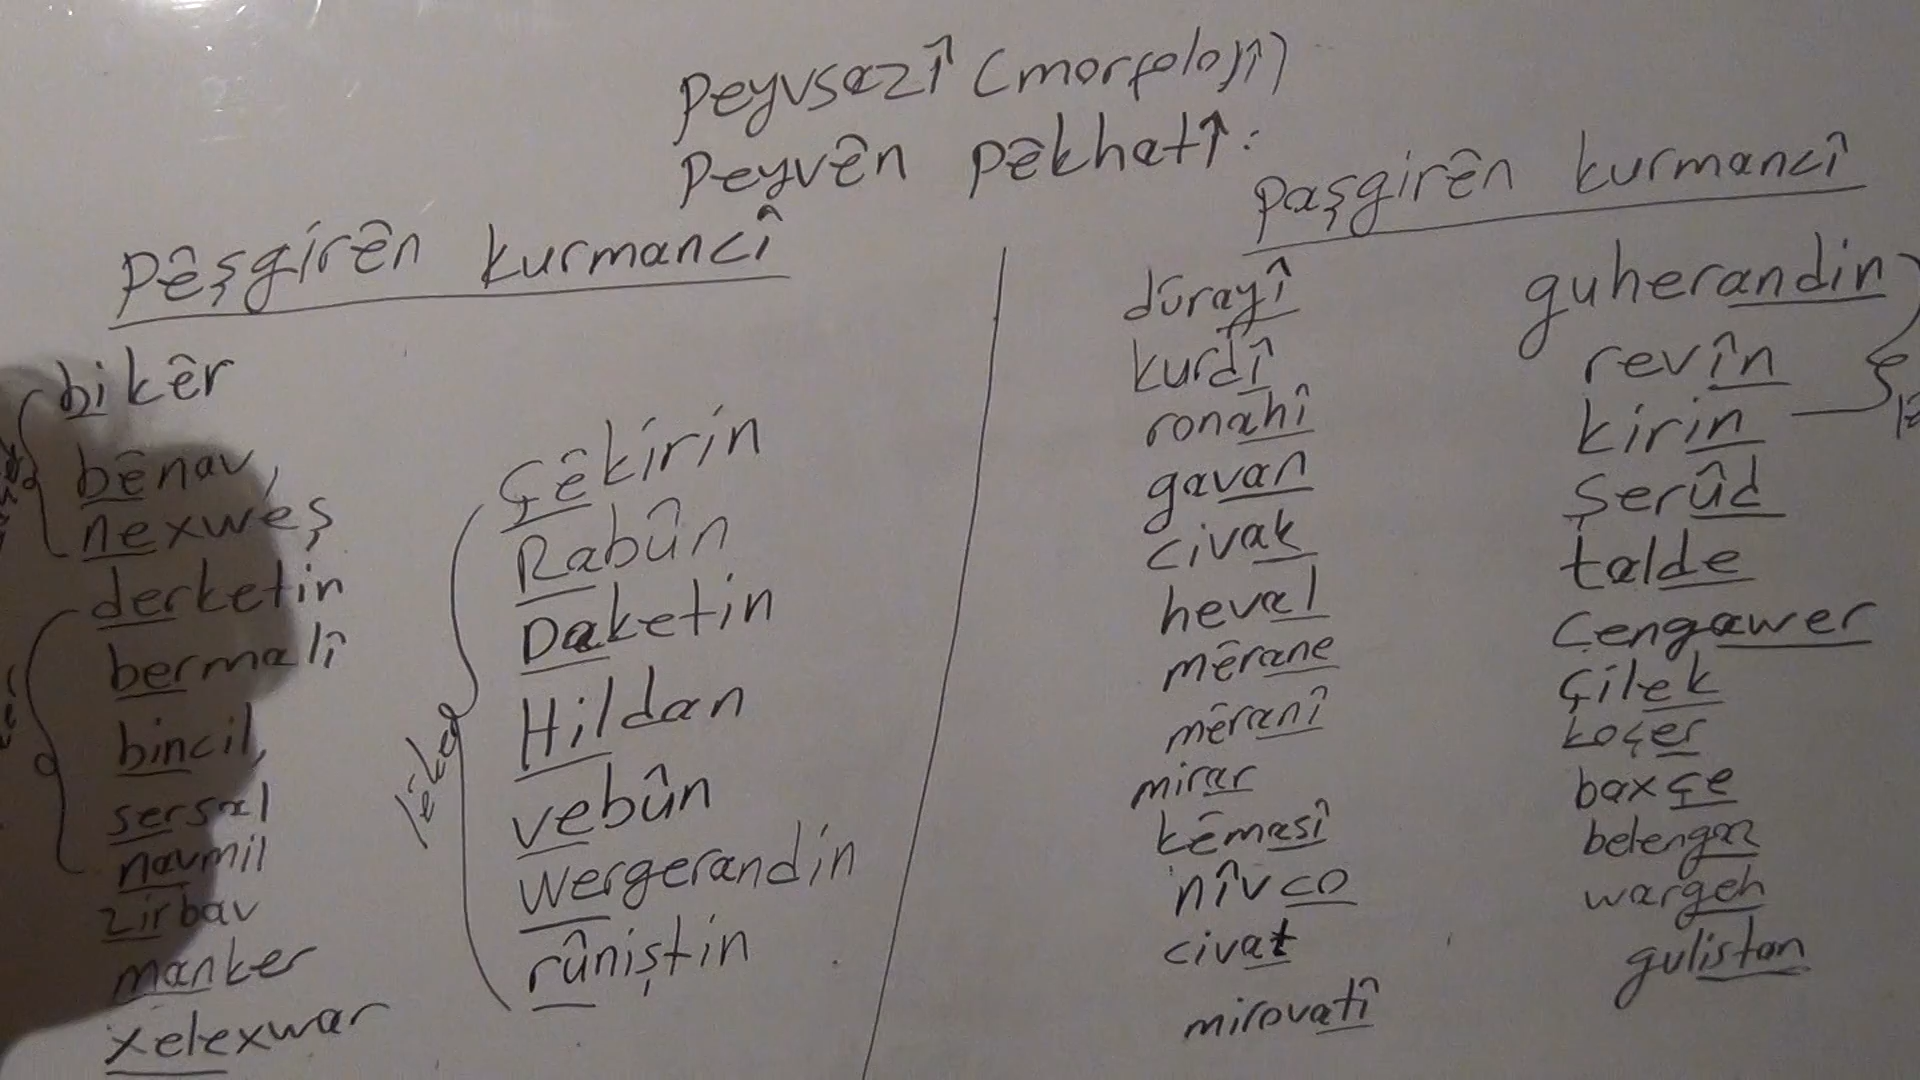 Peyvsazî (morfolojî)
Peyvên pêkhatî:
Pêşgirên kurmancî
bikêr
bênav,
nexweş
derketin
bermalî
bincil,
sersal
navmil
zirbav
manker
xelexwar
Çêkirin
Rabûn
Daketin
Hildan
vebûn
Wergerandin
rûniştin
lêker
Paşgirên kurmancî
dûrayî
kurdî
ronahî
gavan
civak
heval
mêrane
mêranî
mirar
kêmasî
nîvco
civat
mirovatî
guherandin
revîn
kirin
Şerûd
talde
Cengawer
Çilek
koçer
baxçe
belengaz
wargeh
gulistan